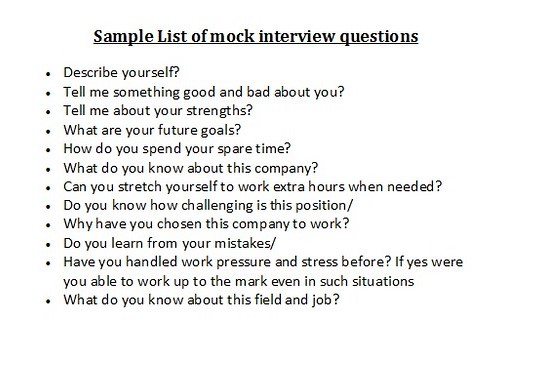 Sample List of mock interview questions
• Describe yourself?
• Tell me something good and bad about you?
• Tell me about your strengths?
• What are your future goals?
• How do you spend your spare time?
• What do you know about this company?
• Can you stretch yourself to work extra hours when needed?
• Do you know how challenging is this position/
• Why have you chosen this company to work?
• Do you learn from your mistakes/
• Have you handled work pressure and stress before? If yes were
you able to work up to the mark even in such situations
• What do you know about this field and job?